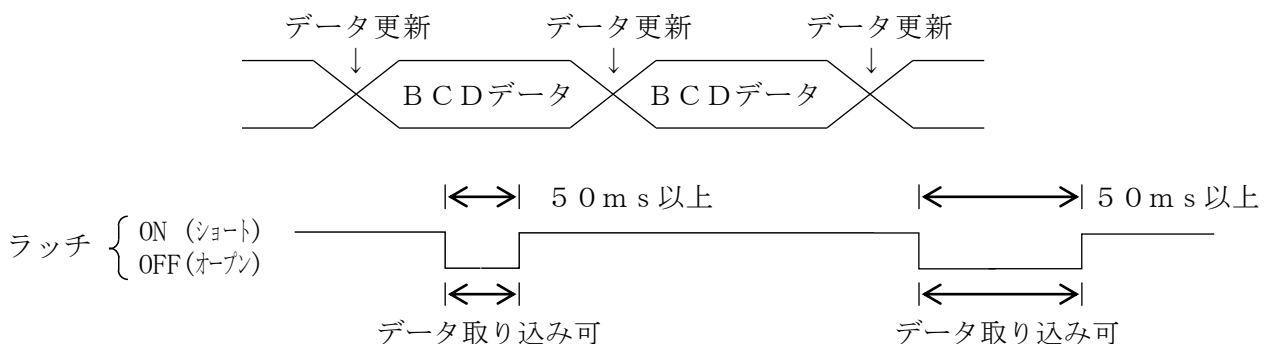 データ更新 データ更新 データ更新
↓ ↓ ↓
ＢＣＤデータ ＢＣＤデータ
５０ｍｓ以上 ５０ｍｓ以上
ラッチ { ON (ｼｮｰﾄ)
OFF(ｵｰﾌﾟﾝ)
データ取り込み可 データ取り込み可